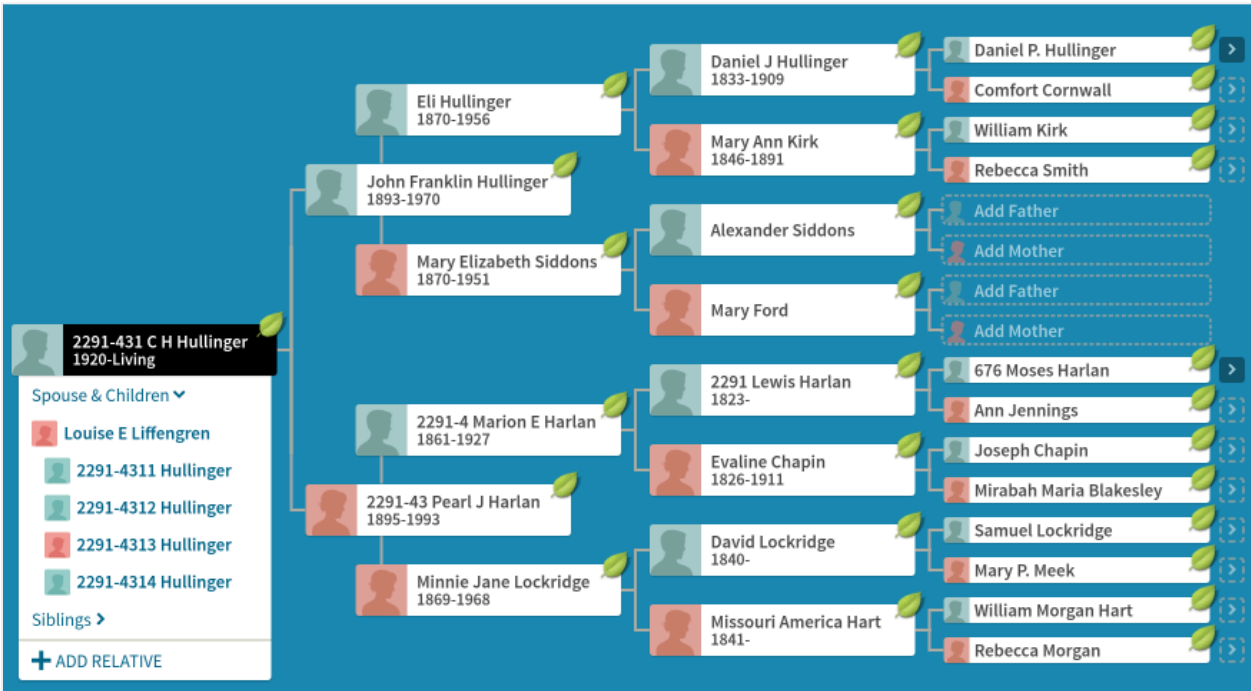 2291-431 C H Hullinger
1920-Living
Spouse & Children
Louise E Liffengren
2291-4311 Hullinger
2291-4312 Hullinger
2291-4313 Hullinger
2291-4314 Hullinger
Siblings
ADD RELATIVE
John Franklin Hullinger
1893-1970
2291-43 Pearl J Harlan
1895-1993
Eli Hullinger
1870-1956
Mary Elizabeth Siddons
1870-1951
2291-4 Marion E Harlan
1861-1927
Minnie Jane Lockridge
1869-1968
Daniel J Hullinger
1833-1909
Mary Ann Kirk
1846-1891
Alexander Siddons
Mary Ford
2291 Lewis Harlan
1823-
Evaline Chapin
1826-1911
David Lockridge
1840-
Missouri America Hart
1841-
Daniel P. Hullinger
Comfort Cornwall
William Kirk
Rebecca Smith
Add Father
Add Mother
Add Father
Add Mother
676 Moses Harlan
Ann Jennings
Joseph Chapin
Mirabah Maria Blakesley
Samuel Lockridge
Mary P. Meek
William Morgan Hart
Rebecca Morgan